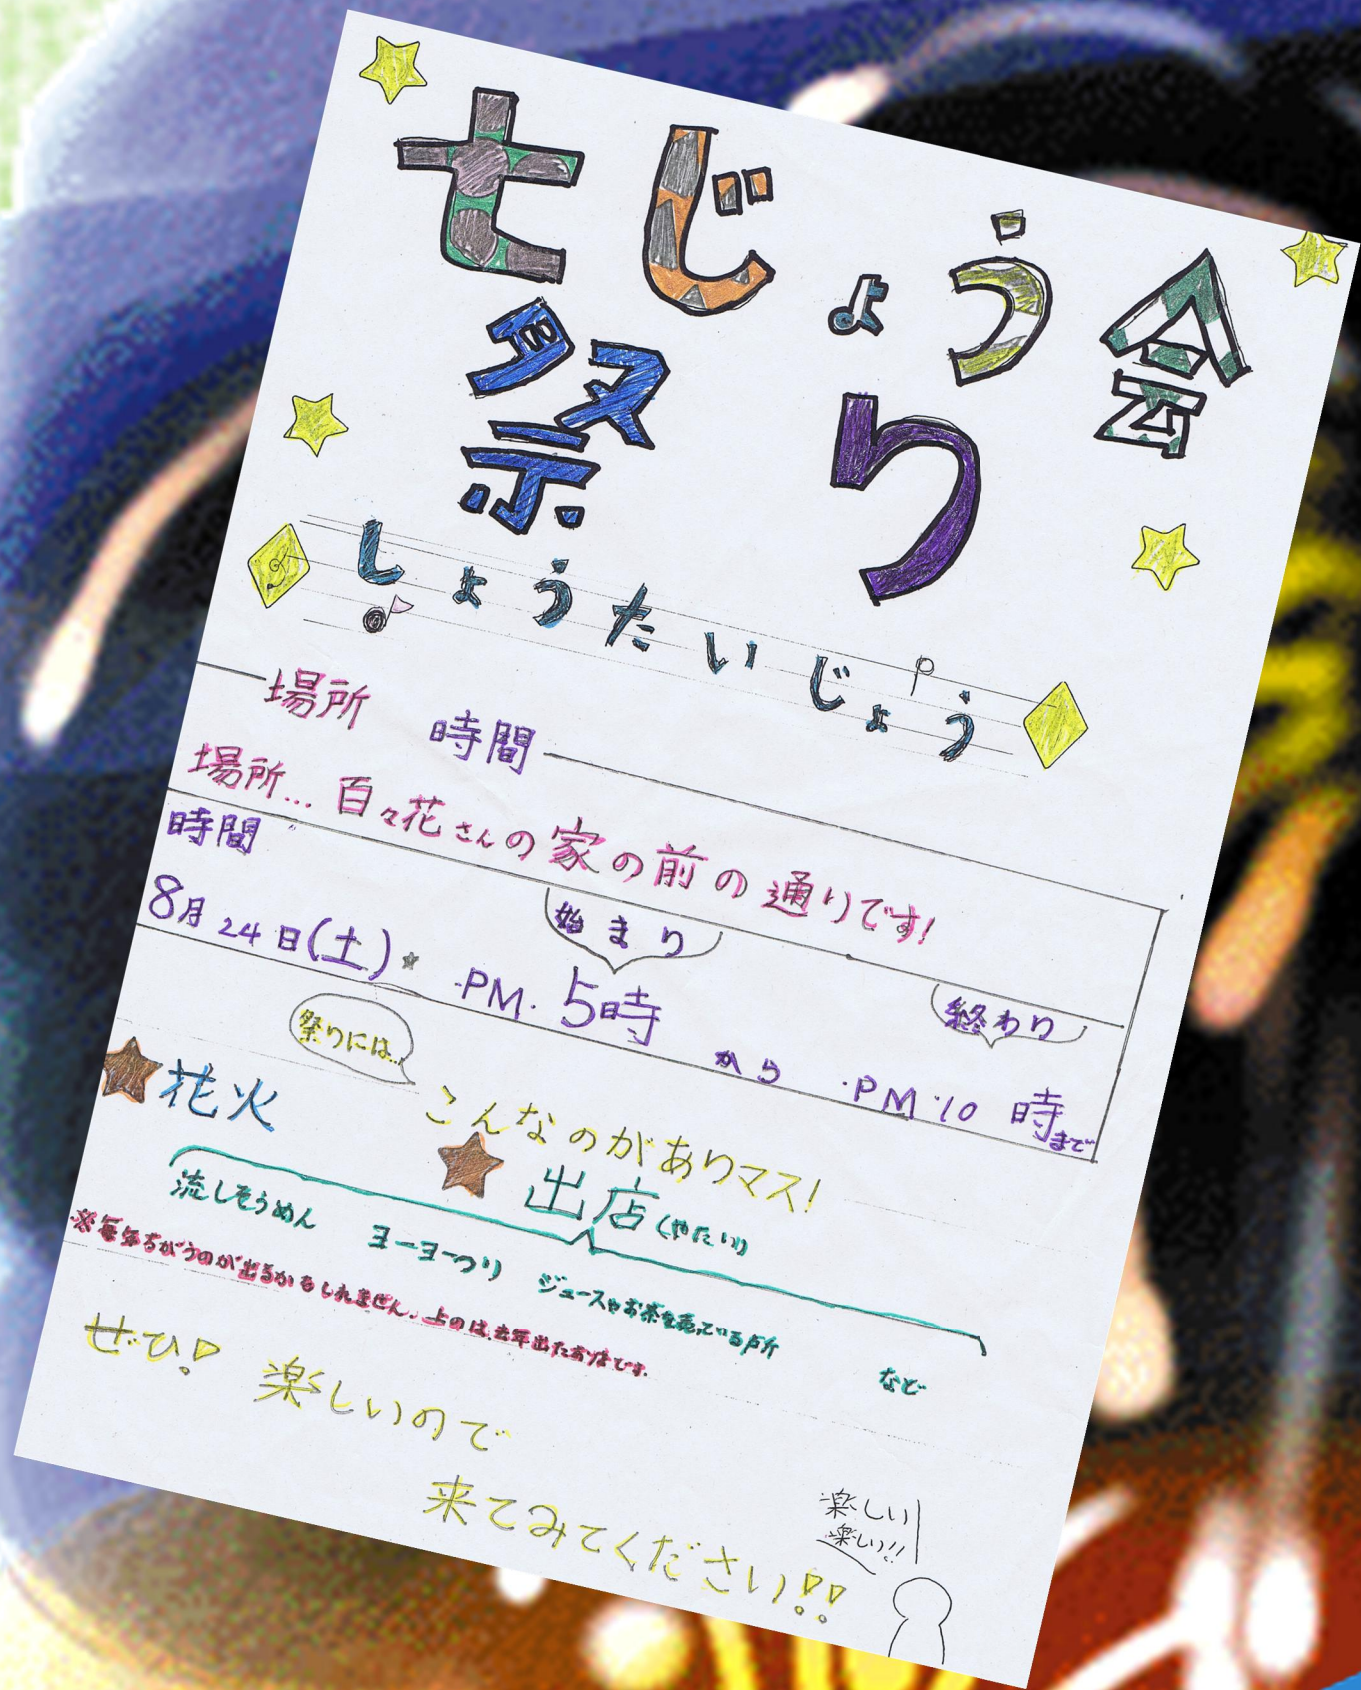 七じょう会
祭り
しょうたいじょう
場所 時間
場所…百々花さんの家の前の通りです!
時間
始まり
終わり
8月24日(土) ・PM・5時から ・PM・10時まで
祭りには…
こんなのがありマス!
花火
出店(やたい)
流しそうめん ヨーヨーつり ジュースやお茶を売っている所 など
※毎年ちがうのが出るかもしれません。上のは、去年出たお店です。
ぜひ! 楽しいので
来てみてください!!
楽しい
楽しい!!